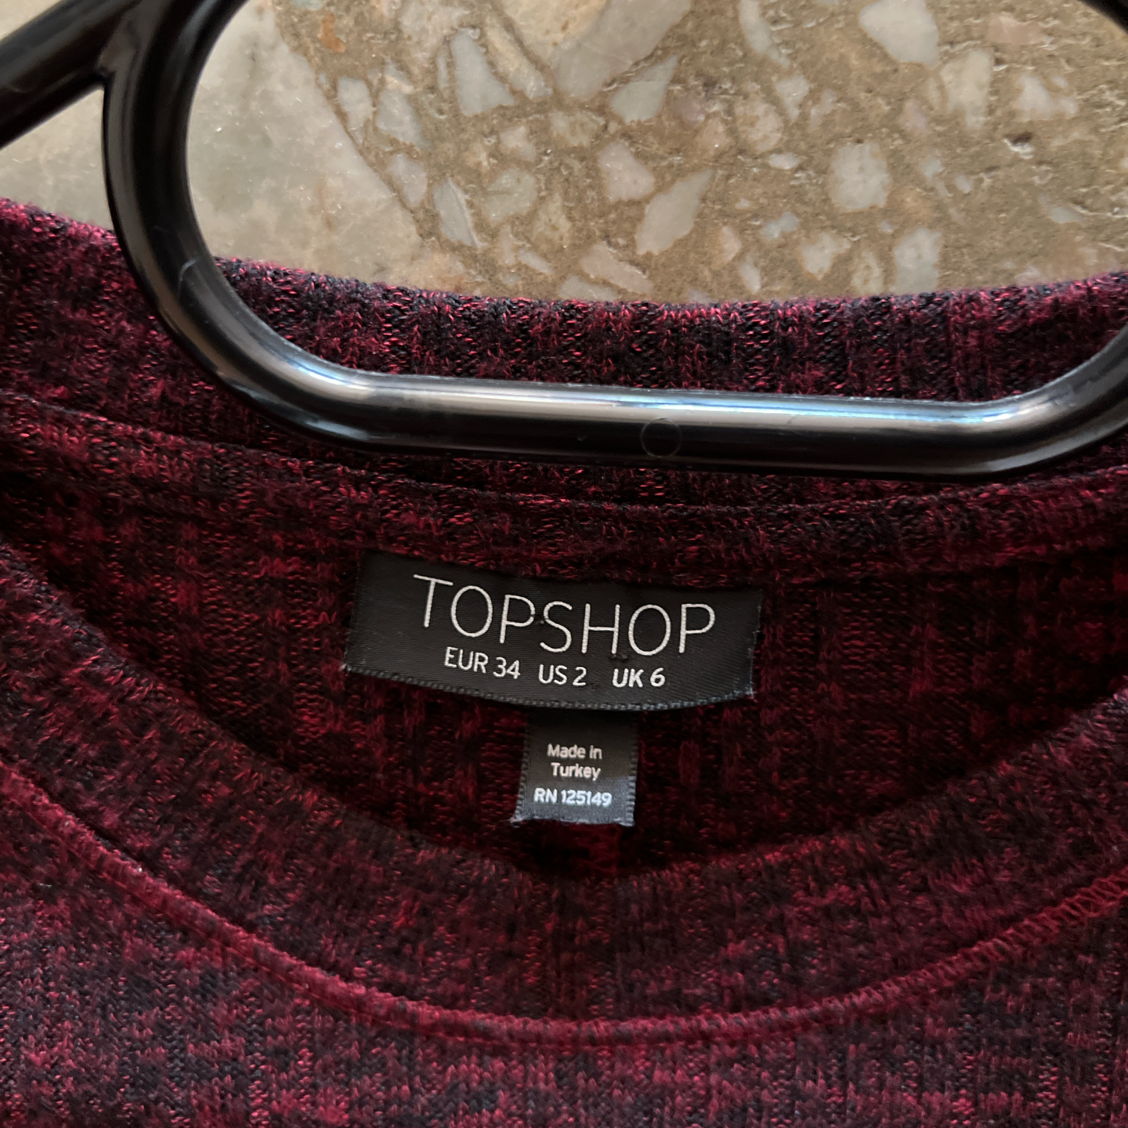 TOPSHOP
EUR 34 US 2 UK 6
Made in
Turkey
RN 125149